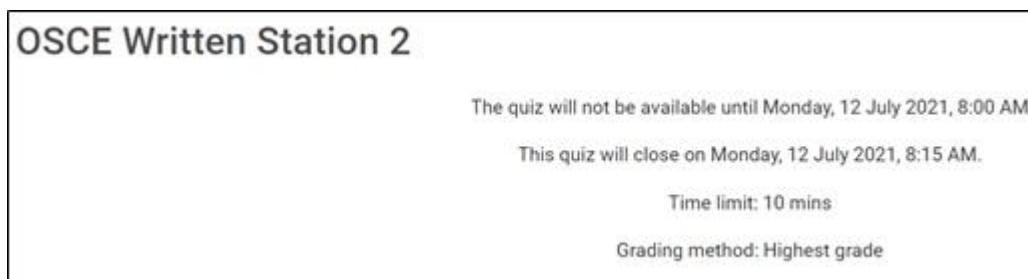 OSCE Written Station 2
The quiz will not be available until Monday, 12 July 2021, 8:00 AM
This quiz will close on Monday, 12 July 2021, 8:15 AM.
Time limit: 10 mins
Grading method: Highest grade